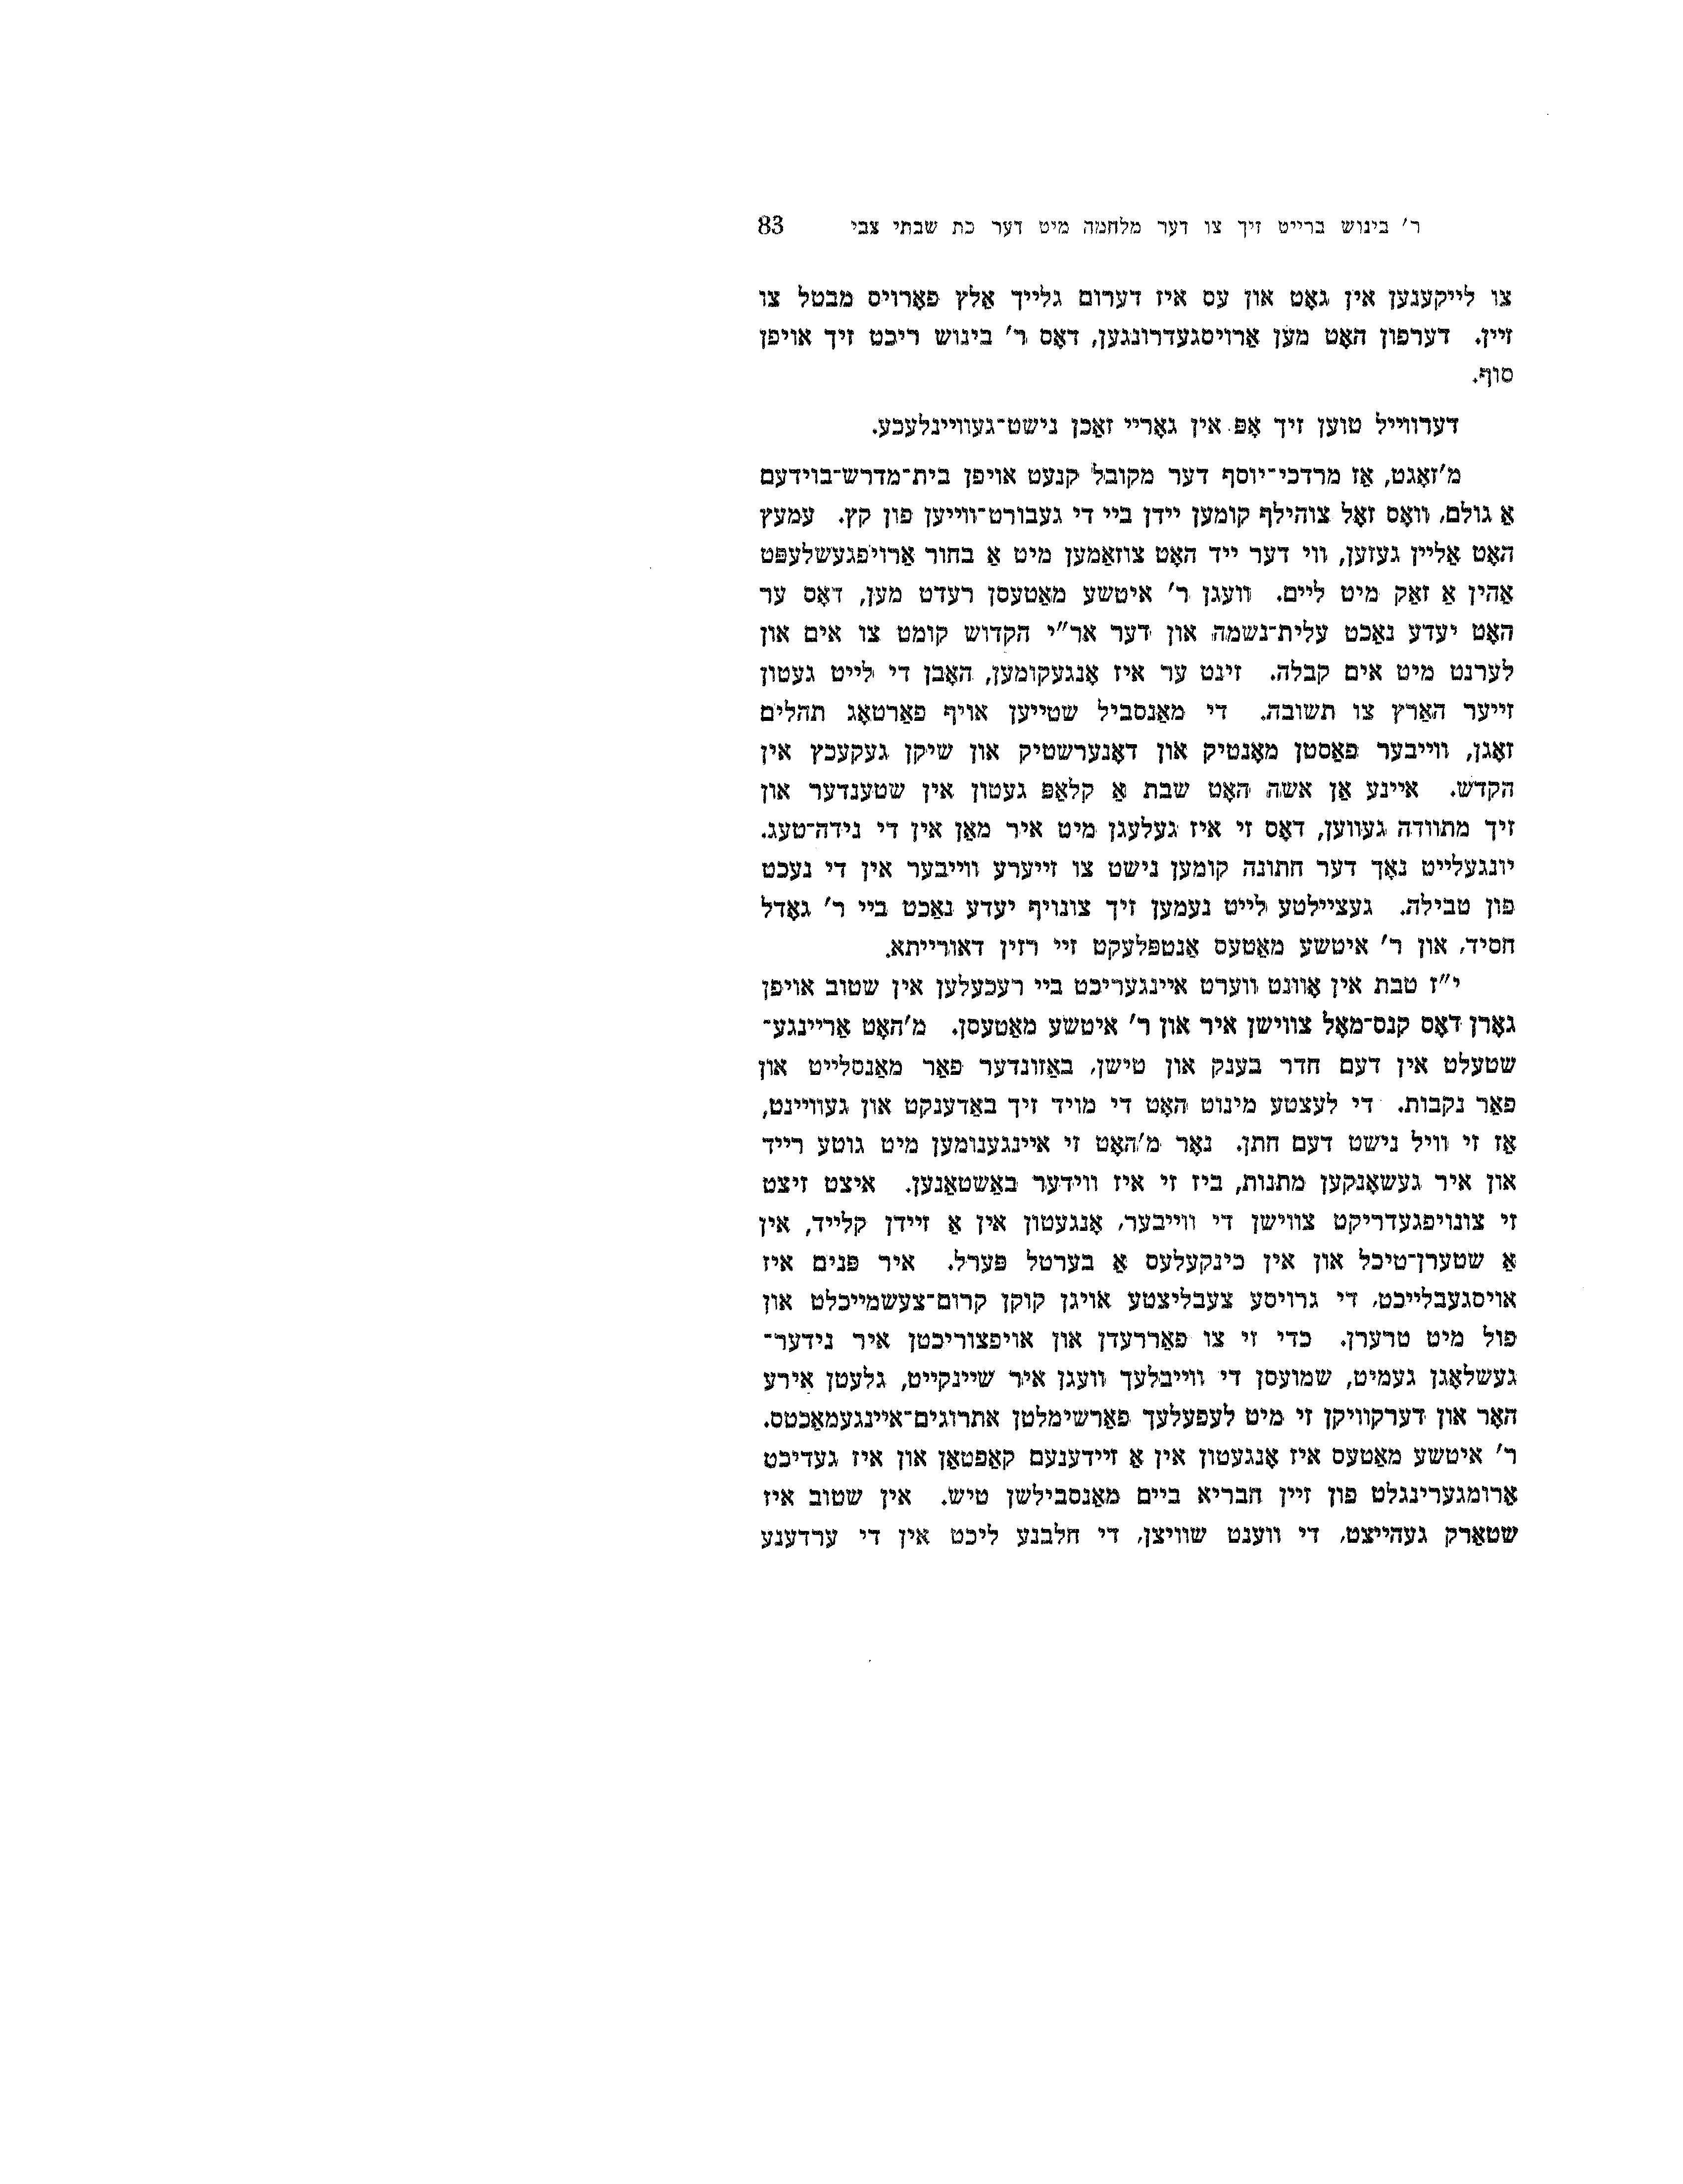 ר׳ בינוש ברייט זיך צו דער מלחמה מיט דער כת שבתי צבי 83
צו לייקענען אין גאָט און עס איז דערום גלייך אַלץ פאָרויס מבטל צו
זיין. דערפון האָט מען אַרויסגעדרונגען, דאָס ר׳ בינוש ריכט זיך אויפן
סוף.
דערווייל טוען זיך אָפּ אין גאָריי זאַכן נישט־געוויינלעכע.
מ׳זאָגט, אַז מרדכי־יוסף דער מקובל קנעט אויפן בית־מדרש־בוידעם
אַ גולם, וואָס זאָל צוהילף קומען יידן ביי די געבורט־ווייען פון קץ. עמעץ
האָט אַליין געזען, ווי דער ייד האָט צוזאַמען מיט אַ בחור אַרויפגעשלעפּט
אַהין אַ זאַק מיט ליים. וועגן ר׳ איטשע מאַטעסן רעדט מען, דאָס ער
האָט יעדע נאַכט עלית־נשמה און דער אר״י הקדוש קומט צו אים און
לערנט מיט אים קבלה. זינט ער איז אָנגעקומען, האָבן די לייט געטון
זייער האַרץ צו תשובה. די מאַנסביל שטייען אויף פאַרטאָג תהלים
זאָגן, ווייבער פאַסטן מאָנטיק און דאָנערשטיק און שיקן געקעכץ אין
הקדש. איינע אַן אשה האָט שבת אַ קלאַפּ געטון אין שטענדער און
זיך מתוודה געווען, דאָס זי איז געלעגן מיט איר מאַן אין די נידה־טעג.
יונגעלייט נאָך דער חתונה קומען נישט צו זייערע ווייבער אין די נעכט
פון טבילה. געציילטע לייט נעמען זיך צונויף יעדע נאַכט ביי ר׳ גאָדל
חסיד, און ר׳ איטשע מאַטעס אַנטפּלעקט זיי רזין דאורייתא.
י״ז טבת אין אָוונט ווערט איינגעריכט ביי רעכעלען אין שטוב אויפן
גאָרן דאָס קנס־מאָל צווישן איר און ר׳ איטשע מאַטעסן. מ׳האָט אַריינגע־
שטעלט אין דעם חדר בענק און טישן, באַזונדער פאַר מאַנסלייט און
פאַר נקבות. די לעצטע מינוט האָט די מויד זיך באַדענקט און געוויינט,
אַז זי וויל נישט דעם חתן. נאָר מ׳האָט זי איינגענומען מיט גוטע רייד
און איר געשאָנקען מתנות, ביז זי איז ווידער באַשטאַנען. איצט זיצט
זי צונויפגעדריקט צווישן די ווייבער, אָנגעטון אין אַ זיידן קלייד, אין
אַ שטערן־טיכל און אין כינקעלעס אַ בערטל פּערל. איר פּנים איז
אויסגעבלייכט, די גרויסע צעבליצטע אויגן קוקן קרום־צעשמייכלט און
פול מיט טרערן. כדי זי צו פאַררעדן און אויפצוריכטן איר נידער־
געשלאָגן געמיט, שמועסן די ווייבלעך וועגן איר שיינקייט, גלעטן אירע
האָר און דערקוויקן זי מיט לעפעלעך פאַרשימלטן אתרוגים־איינגעמאַכטס.
ר׳ איטשע מאַטעס איז אָנגעטון אין אַ זיידענעם קאַפטאַן און איז געדיכט
אַרומגערינגלט פון זיין חבריא ביים מאַנסבילשן טיש. אין שטוב איז
שטאַרק געהייצט, די ווענט שוויצן, די חלבנע ליכט אין די ערדענע